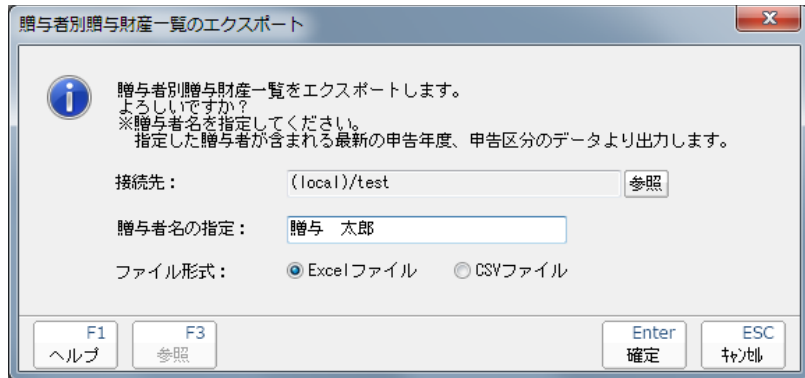 贈与者別贈与財産一覧のエクスポート
贈与者別贈与財産一覧をエクスポートします。
よろしいですか？
※贈与者名を指定してください。
指定した贈与者が含まれる最新の申告年度、申告区分のデータより出力します。
接続先： (local)/test 参照
贈与者名の指定： 贈与　太郎
ファイル形式： Excelファイル CSVファイル
F1 F3 Enter ESC
ヘルプ 参照 確定 ｷｬﾝｾﾙ